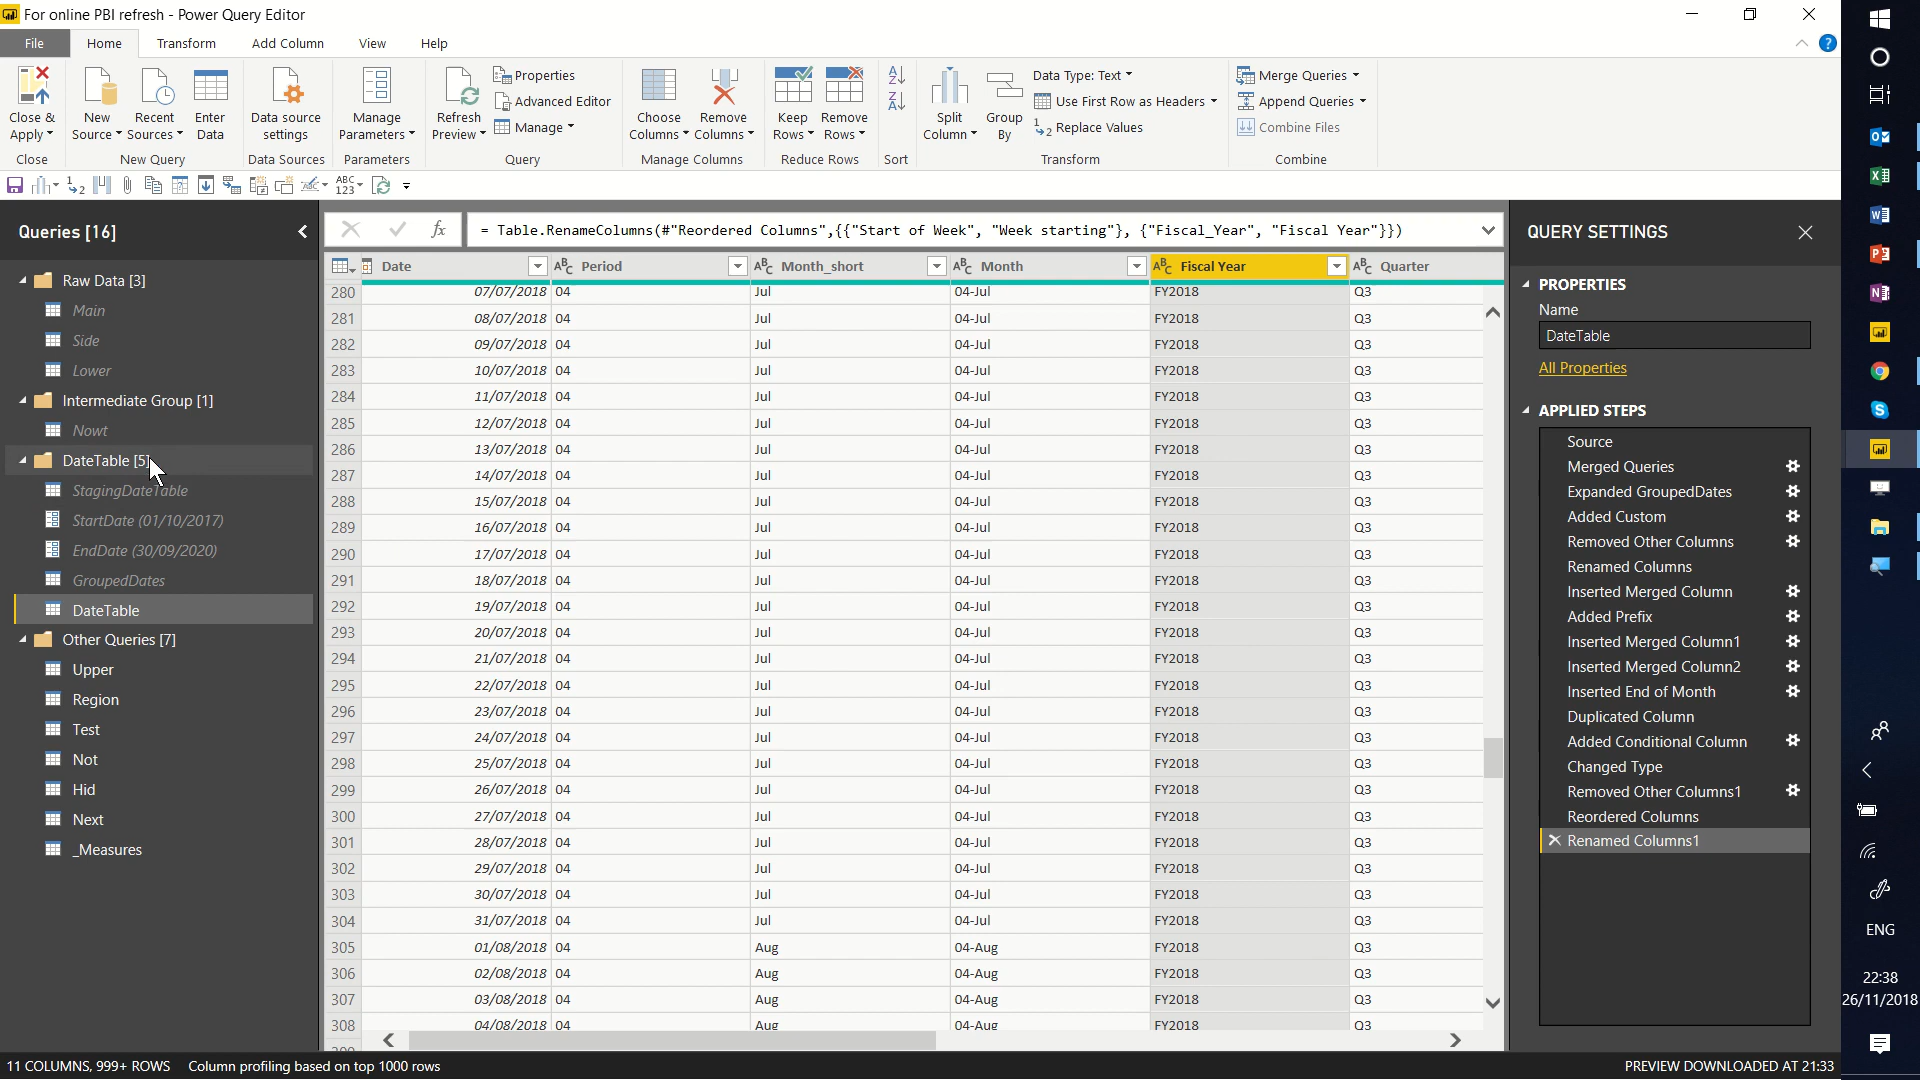 For online PBI refresh - Power Query Editor
File Home Transform Add Column View Help
Close & Apply
New Source
Recent Sources
Enter Data
Data source settings
Manage Parameters
Refresh Preview
Properties
Advanced Editor
Manage
Choose Columns
Remove Columns
Keep Rows
Remove Rows
Split Column
Group By
Data Type: Text
Use First Row as Headers
Replace Values
Merge Queries
Append Queries
Combine Files
Close New Query Data Sources Parameters Query Manage Columns Reduce Rows Sort Transform Combine
Queries [16]
Raw Data [3]
Main
Side
Lower
Intermediate Group [1]
Nowt
DateTable [5]
StagingDateTable
StartDate (01/10/2017)
EndDate (30/09/2020)
GroupedDates
DateTable
Other Queries [7]
Upper
Region
Test
Not
Hid
Next
_Measures
= Table.RenameColumns(#"Reordered Columns",{{"Start of Week", "Week starting"}, {"Fiscal_Year", "Fiscal Year"}})
Date Period Month_short Month Fiscal Year Quarter
280 07/07/2018 04 Jul 04-Jul FY2018 Q3
281 08/07/2018 04 Jul 04-Jul FY2018 Q3
282 09/07/2018 04 Jul 04-Jul FY2018 Q3
283 10/07/2018 04 Jul 04-Jul FY2018 Q3
284 11/07/2018 04 Jul 04-Jul FY2018 Q3
285 12/07/2018 04 Jul 04-Jul FY2018 Q3
286 13/07/2018 04 Jul 04-Jul FY2018 Q3
287 14/07/2018 04 Jul 04-Jul FY2018 Q3
288 15/07/2018 04 Jul 04-Jul FY2018 Q3
289 16/07/2018 04 Jul 04-Jul FY2018 Q3
290 17/07/2018 04 Jul 04-Jul FY2018 Q3
291 18/07/2018 04 Jul 04-Jul FY2018 Q3
292 19/07/2018 04 Jul 04-Jul FY2018 Q3
293 20/07/2018 04 Jul 04-Jul FY2018 Q3
294 21/07/2018 04 Jul 04-Jul FY2018 Q3
295 22/07/2018 04 Jul 04-Jul FY2018 Q3
296 23/07/2018 04 Jul 04-Jul FY2018 Q3
297 24/07/2018 04 Jul 04-Jul FY2018 Q3
298 25/07/2018 04 Jul 04-Jul FY2018 Q3
299 26/07/2018 04 Jul 04-Jul FY2018 Q3
300 27/07/2018 04 Jul 04-Jul FY2018 Q3
301 28/07/2018 04 Jul 04-Jul FY2018 Q3
302 29/07/2018 04 Jul 04-Jul FY2018 Q3
303 30/07/2018 04 Jul 04-Jul FY2018 Q3
304 31/07/2018 04 Jul 04-Jul FY2018 Q3
305 01/08/2018 04 Aug 04-Aug FY2018 Q3
306 02/08/2018 04 Aug 04-Aug FY2018 Q3
307 03/08/2018 04 Aug 04-Aug FY2018 Q3
308 04/08/2018 04 Aug 04-Aug FY2018 Q3
QUERY SETTINGS
PROPERTIES
Name
DateTable
All Properties
APPLIED STEPS
Source
Merged Queries
Expanded GroupedDates
Added Custom
Removed Other Columns
Renamed Columns
Inserted Merged Column
Added Prefix
Inserted Merged Column1
Inserted Merged Column2
Inserted End of Month
Duplicated Column
Added Conditional Column
Changed Type
Removed Other Columns1
Reordered Columns
Renamed Columns1
ENG
22:38
26/11/2018
11 COLUMNS, 999+ ROWS Column profiling based on top 1000 rows
PREVIEW DOWNLOADED AT 21:33